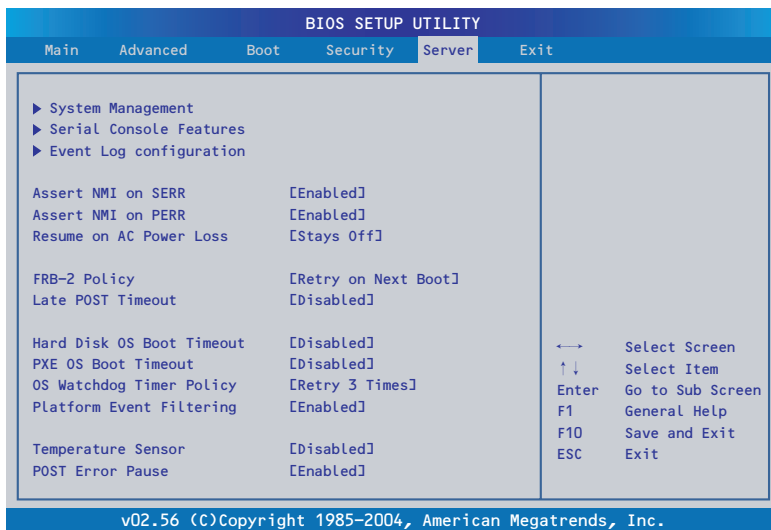 BIOS SETUP UTILITY
Main Advanced Boot Security Server Exit
System Management
Serial Console Features
Event Log configuration
Assert NMI on SERR [Enabled]
Assert NMI on PERR [Enabled]
Resume on AC Power Loss [Stays Off]
FRB-2 Policy [Retry on Next Boot]
Late POST Timeout [Disabled]
Hard Disk OS Boot Timeout [Disabled]
PXE OS Boot Timeout [Disabled]
OS Watchdog Timer Policy [Retry 3 Times]
Platform Event Filtering [Enabled]
Temperature Sensor [Disabled]
POST Error Pause [Enabled]
←→ Select Screen
↑↓ Select Item
Enter Go to Sub Screen
F1 General Help
F10 Save and Exit
ESC Exit
v02.56 (C)Copyright 1985-2004, American Megatrends, Inc.